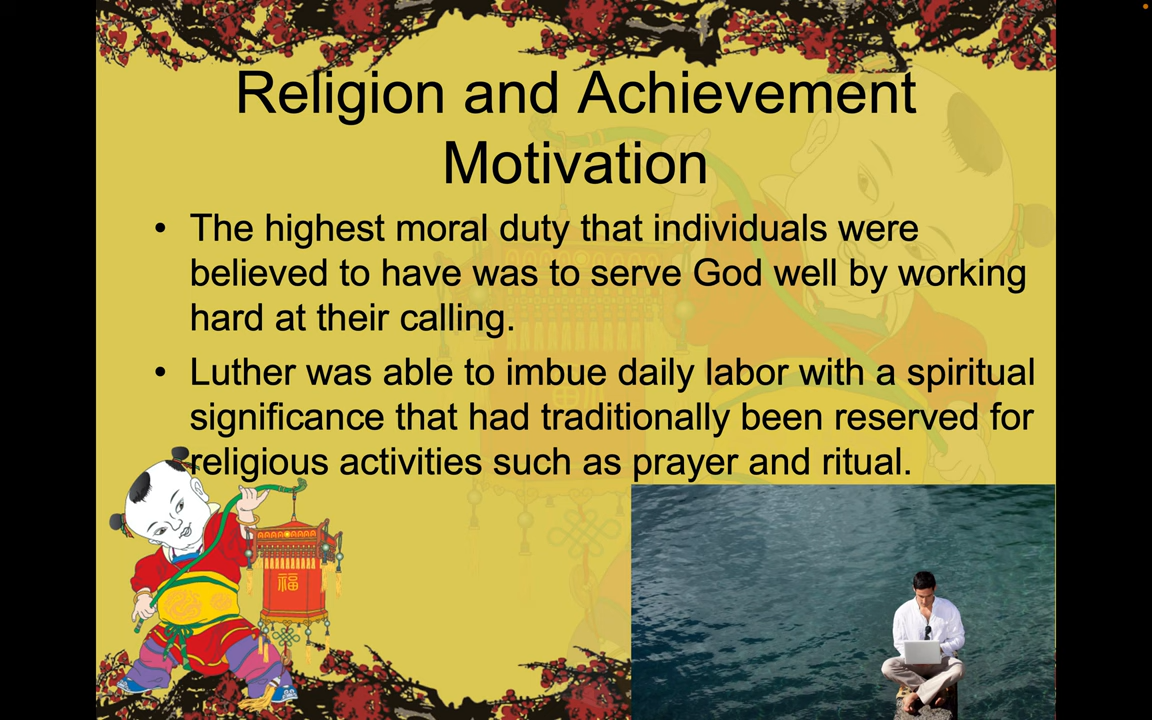 Religion and Achievement
Motivation
• The highest moral duty that individuals were
believed to have was to serve God well by working
hard at their calling.
• Luther was able to imbue daily labor with a spiritual
significance that had traditionally been reserved for
religious activities such as prayer and ritual.
福